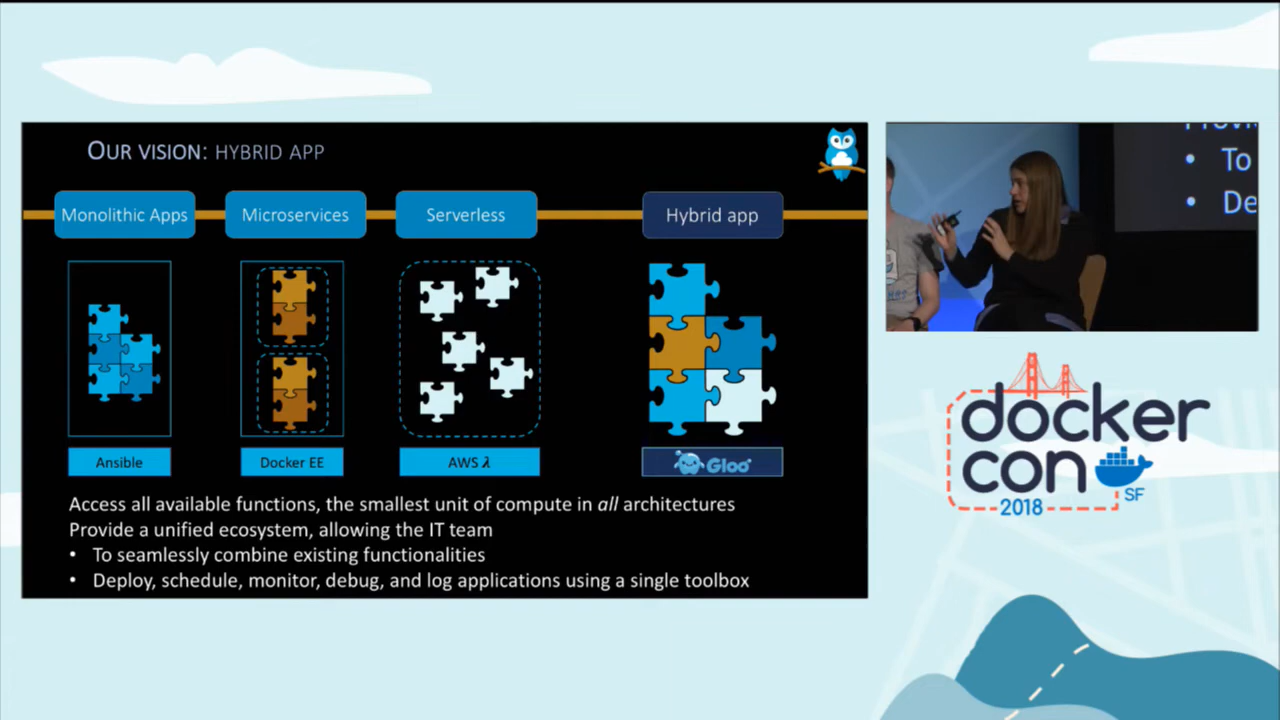 OUR VISION: HYBRID APP
Monolithic Apps
Microservices
Serverless
Hybrid app
Ansible
Docker EE
AWS λ
Gloo
Access all available functions, the smallest unit of compute in all architectures
Provide a unified ecosystem, allowing the IT team
• To seamlessly combine existing functionalities
• Deploy, schedule, monitor, debug, and log applications using a single toolbox
• To
• De
docker
con
2018
SF